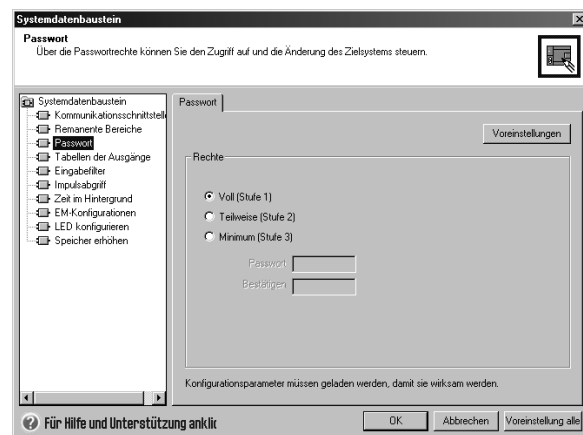 Systemdatenbaustein
Passwort
Über die Passwortrechte können Sie den Zugriff auf und die Änderung des Zielsystems steuern.
Systemdatenbaustein
Kommunikationsschnittstell
Remanente Bereiche
Passwort
Tabellen der Ausgänge
Eingabefilter
Impulsabgriff
Zeit im Hintergrund
EM-Konfigurationen
LED konfigurieren
Speicher erhöhen
Passwort
Voreinstellungen
Rechte
Voll (Stufe 1)
Teilweise (Stufe 2)
Minimum (Stufe 3)
Passwort
Bestätigen
Konfigurationsparameter müssen geladen werden, damit sie wirksam werden.
Für Hilfe und Unterstützung anklic
OK
Abbrechen
Voreinstellung alle